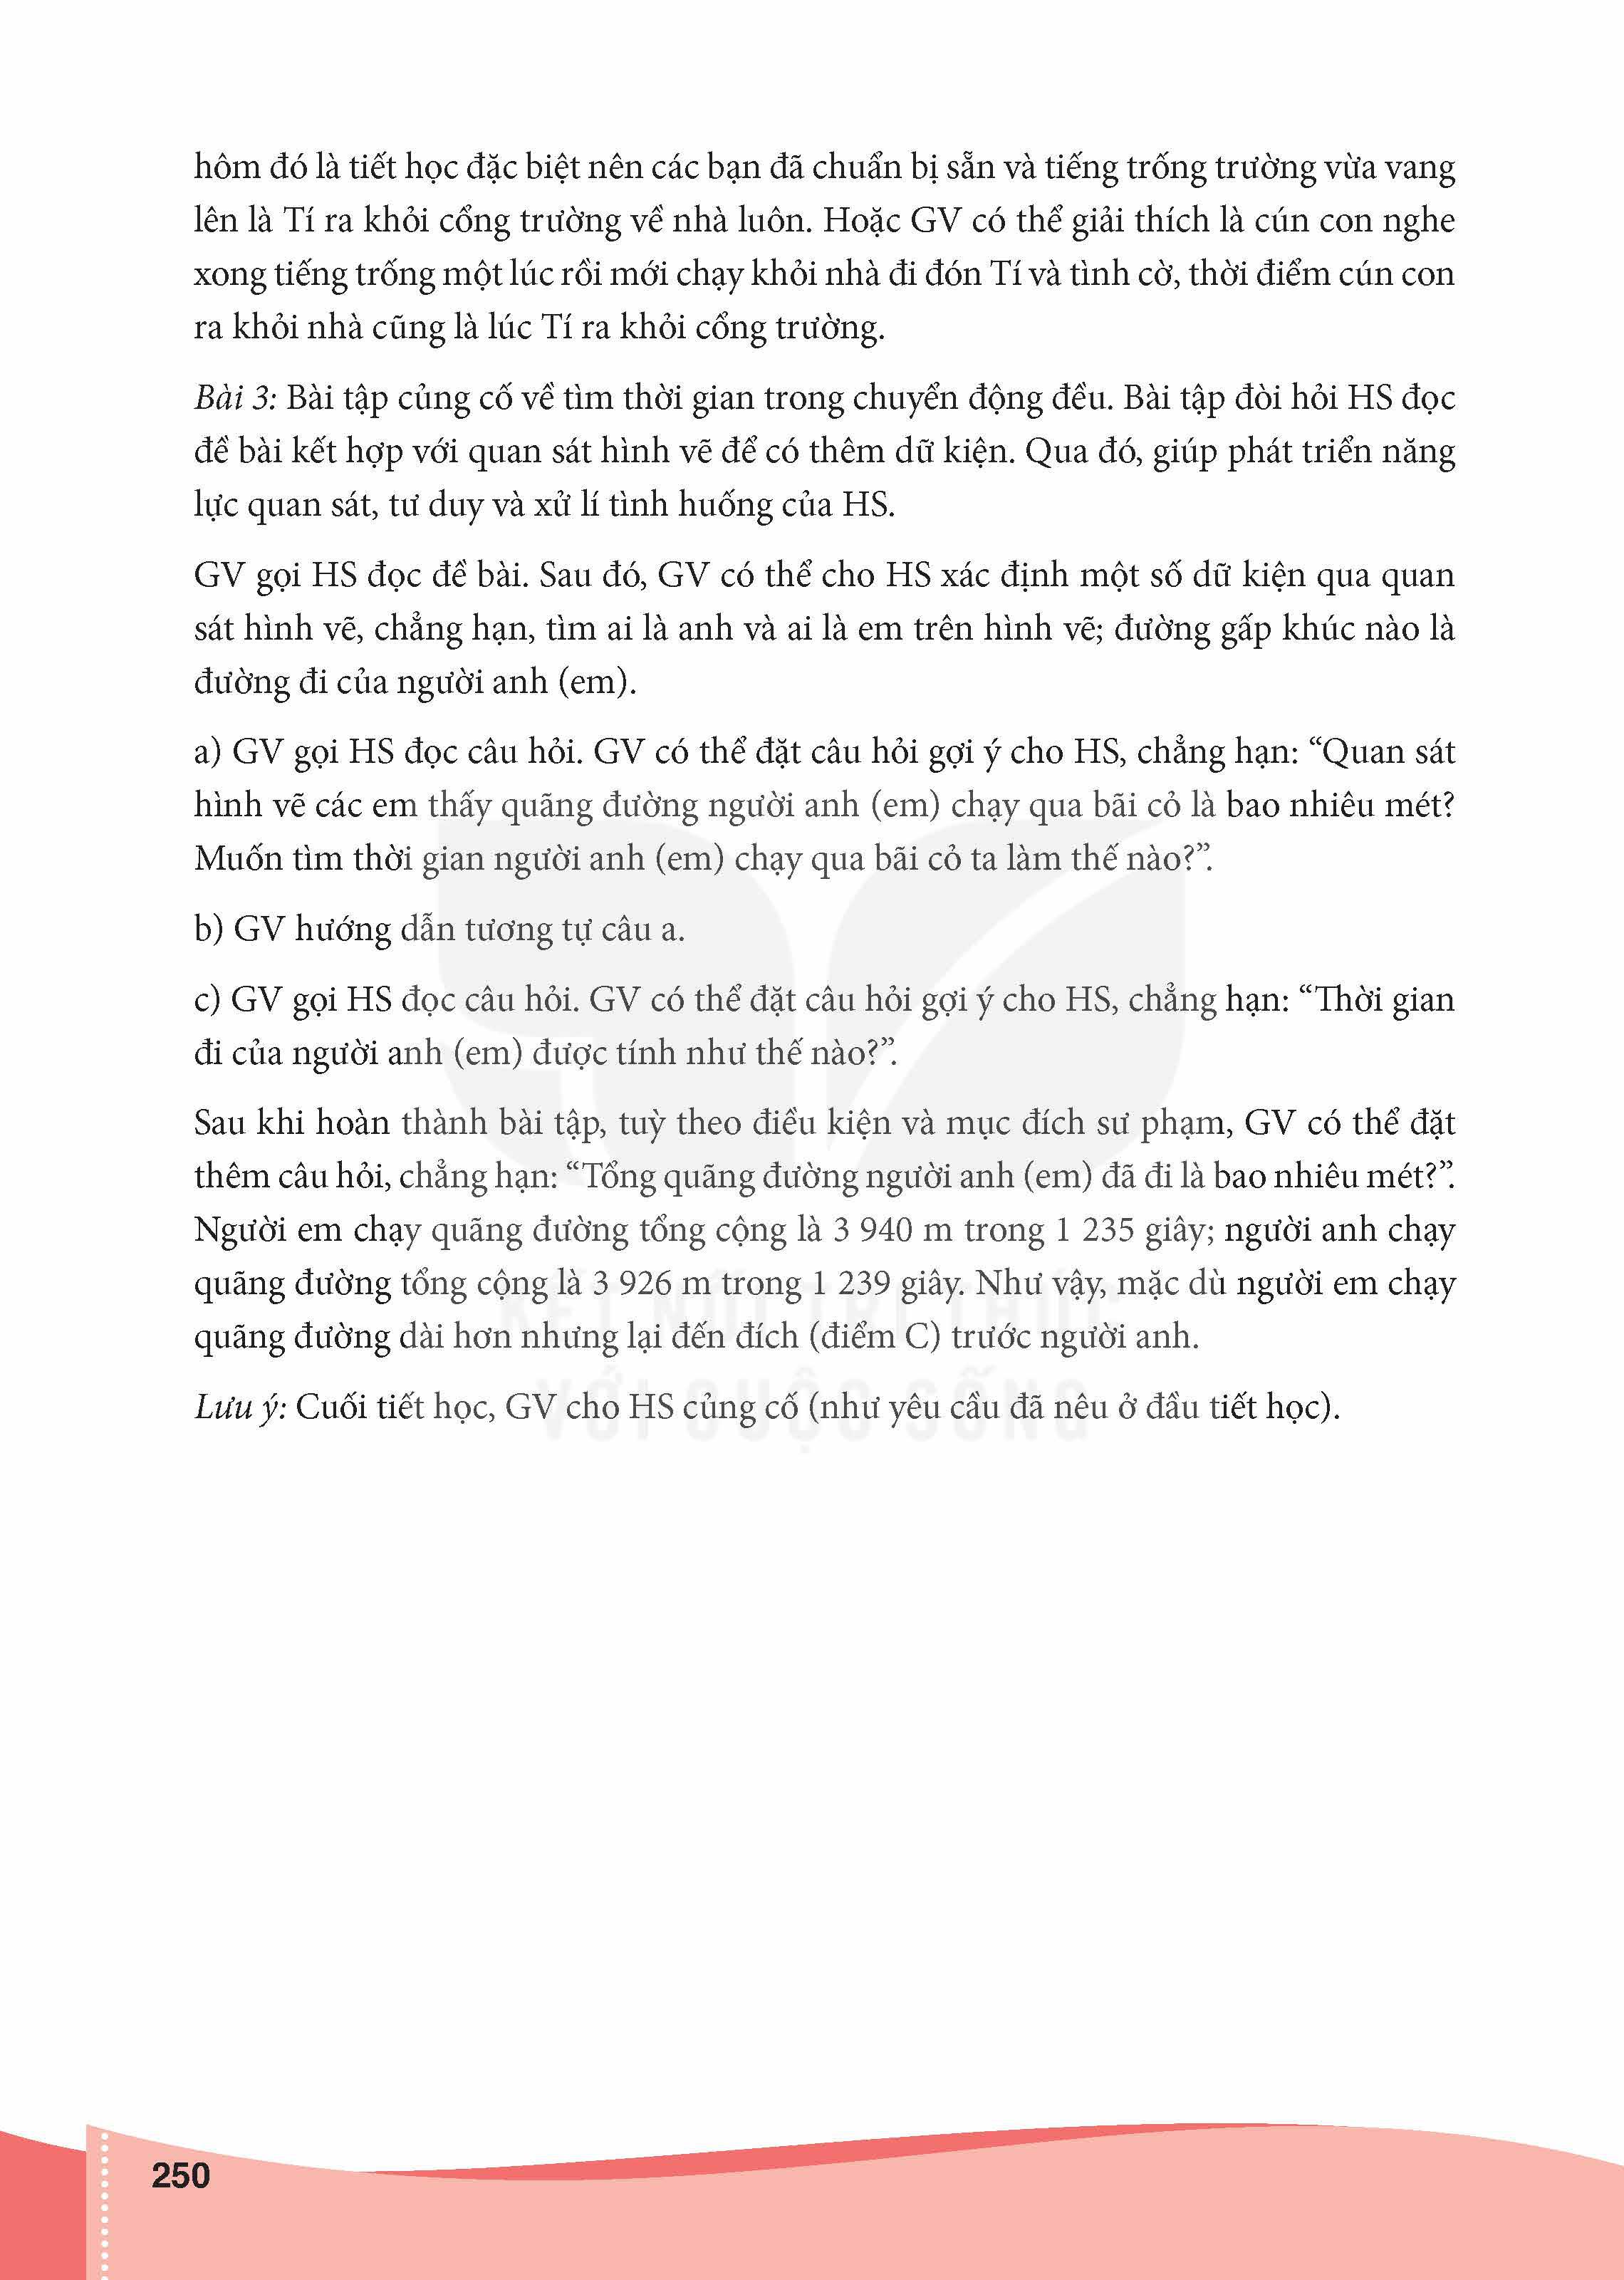 hôm đó là tiết học đặc biệt nên các bạn đã chuẩn bị sẵn và tiếng trống trường vừa vang
lên là Tí ra khỏi cổng trường về nhà luôn. Hoặc GV có thể giải thích là cún con nghe
xong tiếng trống một lúc rồi mới chạy khỏi nhà đi đón Tí và tình cờ, thời điểm cún con
ra khỏi nhà cũng là lúc Tí ra khỏi cổng trường.
Bài 3: Bài tập củng cố về tìm thời gian trong chuyển động đều. Bài tập đòi hỏi HS đọc
đề bài kết hợp với quan sát hình vẽ để có thêm dữ kiện. Qua đó, giúp phát triển năng
lực quan sát, tư duy và xử lí tình huống của HS.
GV gọi HS đọc đề bài. Sau đó, GV có thể cho HS xác định một số dữ kiện qua quan
sát hình vẽ, chẳng hạn, tìm ai là anh và ai là em trên hình vẽ; đường gấp khúc nào là
đường đi của người anh (em).
a) GV gọi HS đọc câu hỏi. GV có thể đặt câu hỏi gợi ý cho HS, chẳng hạn: “Quan sát
hình vẽ các em thấy quãng đường người anh (em) chạy qua bãi cỏ là bao nhiêu mét?
Muốn tìm thời gian người anh (em) chạy qua bãi cỏ ta làm thế nào?”.
b) GV hướng dẫn tương tự câu a.
c) GV gọi HS đọc câu hỏi. GV có thể đặt câu hỏi gợi ý cho HS, chẳng hạn: “Thời gian
đi của người anh (em) được tính như thế nào?”.
Sau khi hoàn thành bài tập, tuỳ theo điều kiện và mục đích sư phạm, GV có thể đặt
thêm câu hỏi, chẳng hạn: “Tổng quãng đường người anh (em) đã đi là bao nhiêu mét?”.
Người em chạy quãng đường tổng cộng là 3 940 m trong 1 235 giây; người anh chạy
quãng đường tổng cộng là 3 926 m trong 1 239 giây. Như vậy, mặc dù người em chạy
quãng đường dài hơn nhưng lại đến đích (điểm C) trước người anh.
Lưu ý: Cuối tiết học, GV cho HS củng cố (như yêu cầu đã nêu ở đầu tiết học).
KẾT NỐI TRI THỨC
VỚI CUỘC SỐNG
250